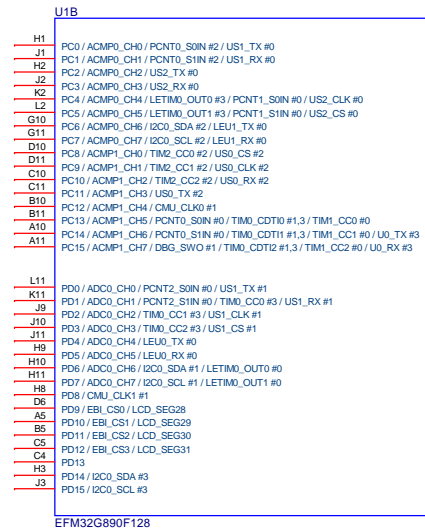 U1B
H1 PC0 / ACMP0_CH0 / PCNT0_S0IN #2 / US1_TX #0
J1 PC1 / ACMP0_CH1 / PCNT0_S1IN #2 / US1_RX #0
H2 PC2 / ACMP0_CH2 / US2_TX #0
J2 PC3 / ACMP0_CH3 / US2_RX #0
K2 PC4 / ACMP0_CH4 / LETIM0_OUT0 #3 / PCNT1_S0IN #0 / US2_CLK #0
L2 PC5 / ACMP0_CH5 / LETIM0_OUT1 #3 / PCNT1_S1IN #0 / US2_CS #0
G10 PC6 / ACMP0_CH6 / I2C0_SDA #2 / LEU1_TX #0
G11 PC7 / ACMP0_CH7 / I2C0_SCL #2 / LEU1_RX #0
D10 PC8 / ACMP1_CH0 / TIM2_CC0 #2 / US0_CS #2
D11 PC9 / ACMP1_CH1 / TIM2_CC1 #2 / US0_CLK #2
C10 PC10 / ACMP1_CH2 / TIM2_CC2 #2 / US0_RX #2
C11 PC11 / ACMP1_CH3 / US0_TX #2
B10 PC12 / ACMP1_CH4 / CMU_CLK0 #1
B11 PC13 / ACMP1_CH5 / PCNT0_S0IN #0 / TIM0_CDTI0 #1,3 / TIM1_CC0 #0
A10 PC14 / ACMP1_CH6 / PCNT0_S1IN #0 / TIM0_CDTI1 #1,3 / TIM1_CC1 #0 / U0_TX #3
A11 PC15 / ACMP1_CH7 / DBG_SWO #1 / TIM0_CDTI2 #1,3 / TIM1_CC2 #0 / U0_RX #3
L11 PD0 / ADC0_CH0 / PCNT2_S0IN #0 / US1_TX #1
K11 PD1 / ADC0_CH1 / PCNT2_S1IN #0 / TIM0_CC0 #3 / US1_RX #1
J9 PD2 / ADC0_CH2 / TIM0_CC1 #3 / US1_CLK #1
J10 PD3 / ADC0_CH3 / TIM0_CC2 #3 / US1_CS #1
J11 PD4 / ADC0_CH4 / LEU0_TX #0
H9 PD5 / ADC0_CH5 / LEU0_RX #0
H10 PD6 / ADC0_CH6 / I2C0_SDA #1 / LETIM0_OUT0 #0
H11 PD7 / ADC0_CH7 / I2C0_SCL #1 / LETIM0_OUT1 #0
H8 PD8 / CMU_CLK1 #1
D6 PD9 / EBI_CS0 / LCD_SEG28
A5 PD10 / EBI_CS1 / LCD_SEG29
B5 PD11 / EBI_CS2 / LCD_SEG30
C5 PD12 / EBI_CS3 / LCD_SEG31
C4 PD13
H3 PD14 / I2C0_SDA #3
J3 PD15 / I2C0_SCL #3
EFM32G890F128